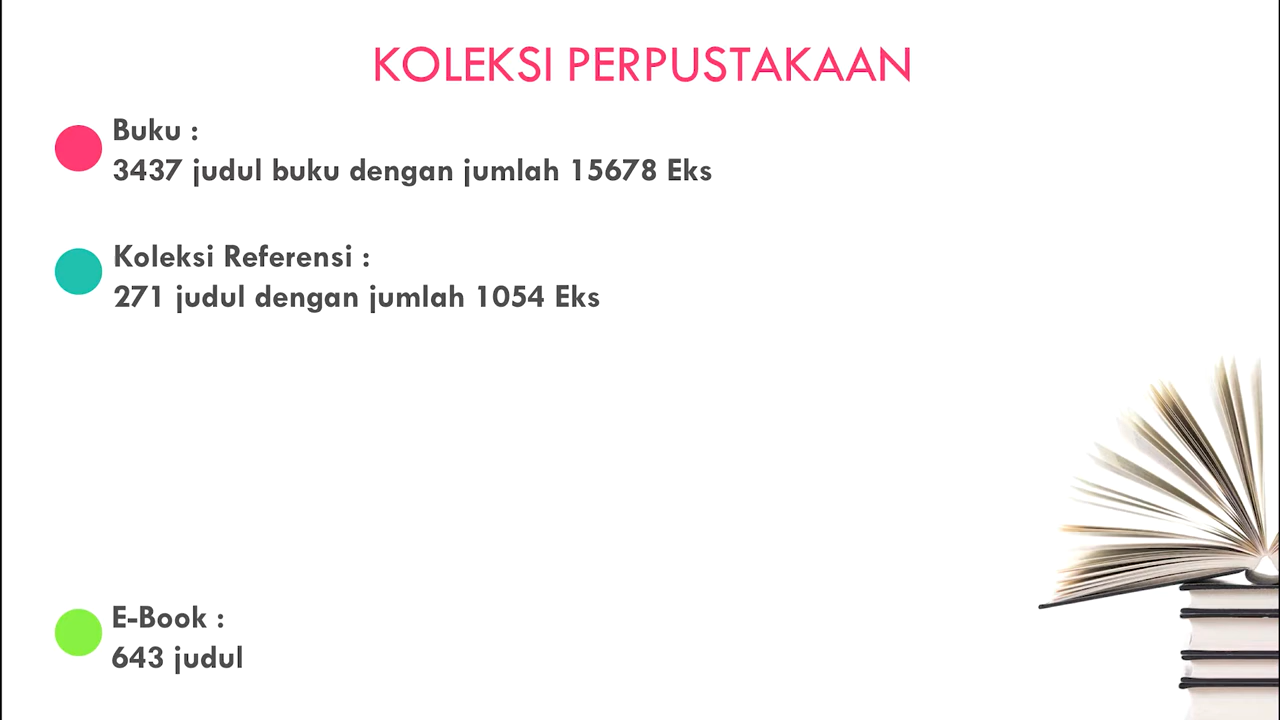 KOLEKSI PERPUSTAKAAN
Buku :
3437 judul buku dengan jumlah 15678 Eks
Koleksi Referensi :
271 judul dengan jumlah 1054 Eks
E-Book :
643 judul